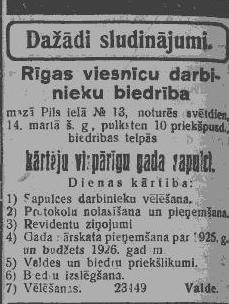 Dažādi sludinājumi.
Rīgas viesnīcu darbi-
nieku biedrība
mazā Pils ielā № 13, noturēs svētdien,
14. martā š. g., pulksten 10 priekšpusd.,
biedrības telpās
kārtēju vispārīgu gada sapulci.
Dienas kārtība:
1) Sapulces darbinieku vēlēšana.
2) Protokola nolasīšana un pieņemšana.
3) Revidentu ziņojumi
4) Gada pārskata pieņemšana par 1925. g.
un budžets 1926. gadam.
5) Valdes un biedru priekšlikumi.
6) Biedru izslēgšana.
7) Vēlēšanas. 23149 Valde.